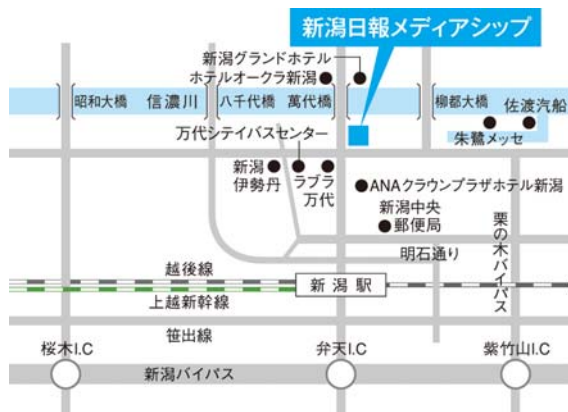 新潟日報メディアシップ
新潟グランドホテル
ホテルオークラ新潟
昭和大橋
信濃川
八千代橋
萬代橋
柳都大橋
佐渡汽船
朱鷺メッセ
万代シテイバスセンター
新潟
伊勢丹
ラブラ
万代
ANAクラウンプラザホテル新潟
新潟中央
郵便局
明石通り
栗の木バイパス
越後線
新潟駅
上越新幹線
笹出線
桜木I.C
弁天I.C
紫竹山I.C
新潟バイパス